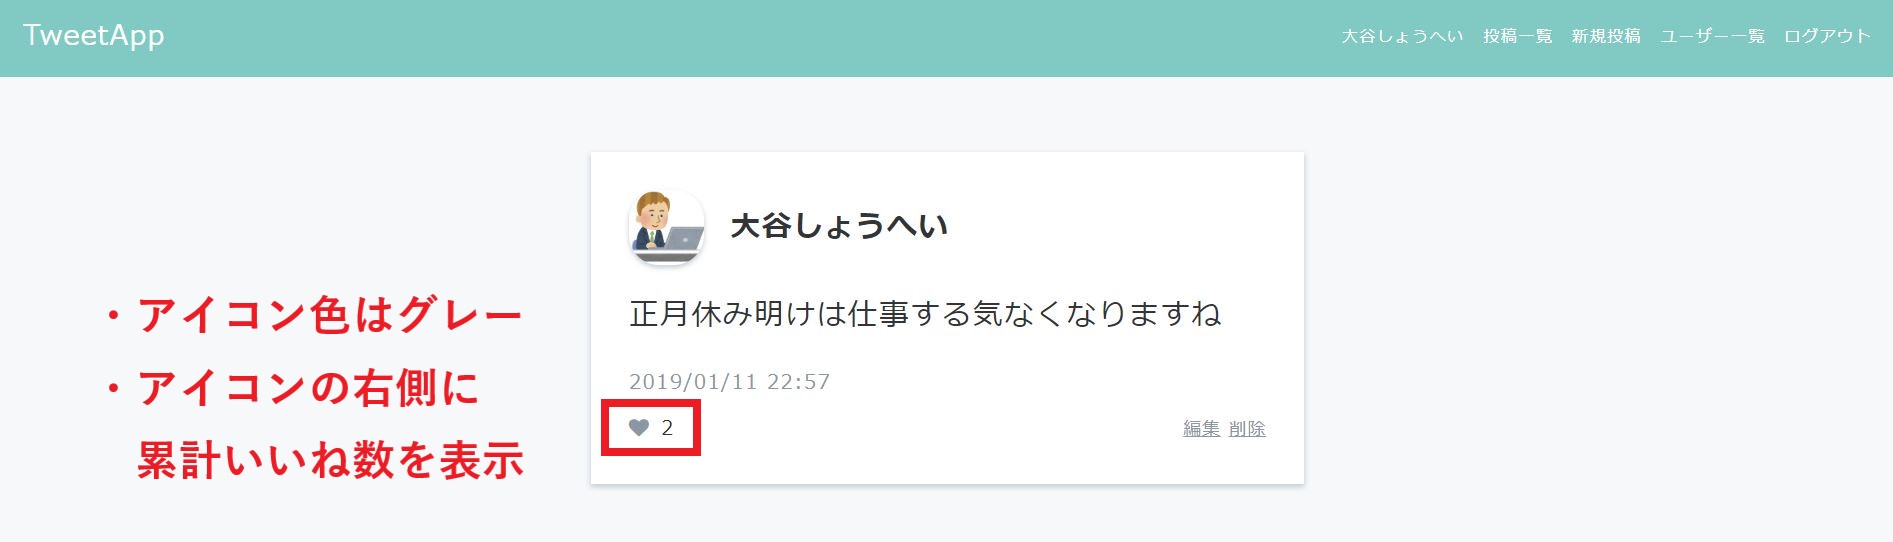 TweetApp
大谷しょうへい 投稿一覧 新規投稿 ユーザー一覧 ログアウト
大谷しょうへい
正月休み明けは仕事する気なくなりますね
2019/01/11 22:57
2
編集 削除
・アイコン色はグレー
・アイコンの右側に
累計いいね数を表示